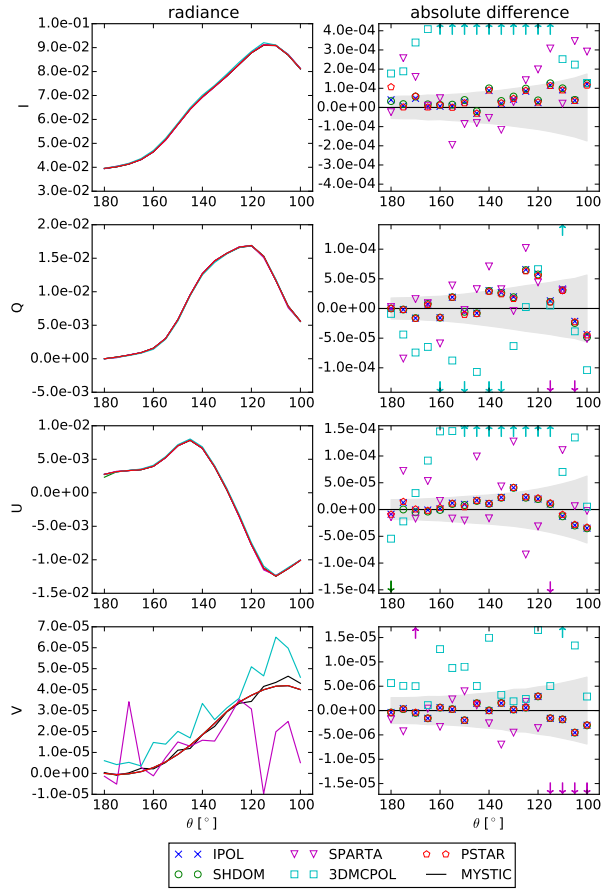 radiance
absolute difference
1.0e-01
9.0e-02
8.0e-02
7.0e-02
6.0e-02
5.0e-02
4.0e-02
3.0e-02
I
180 160 140 120 100
4.0e-04
3.0e-04
2.0e-04
1.0e-04
0.0e+00
-1.0e-04
-2.0e-04
-3.0e-04
-4.0e-04
180 160 140 120 100
2.0e-02
1.5e-02
1.0e-02
5.0e-03
0.0e+00
-5.0e-03
Q
180 160 140 120 100
1.0e-04
5.0e-05
0.0e+00
-5.0e-05
-1.0e-04
180 160 140 120 100
1.0e-02
5.0e-03
0.0e+00
-5.0e-03
-1.0e-02
-1.5e-02
U
180 160 140 120 100
1.5e-04
1.0e-04
5.0e-05
0.0e+00
-5.0e-05
-1.0e-04
-1.5e-04
180 160 140 120 100
7.0e-05
6.0e-05
5.0e-05
4.0e-05
3.0e-05
2.0e-05
1.0e-05
0.0e+00
-1.0e-05
V
180 160 140 120 100
θ [°]
1.5e-05
1.0e-05
5.0e-06
0.0e+00
-5.0e-06
-1.0e-05
-1.5e-05
180 160 140 120 100
θ [°]
IPOL SPARTA PSTAR
SHDOM 3DMCPOL MYSTIC